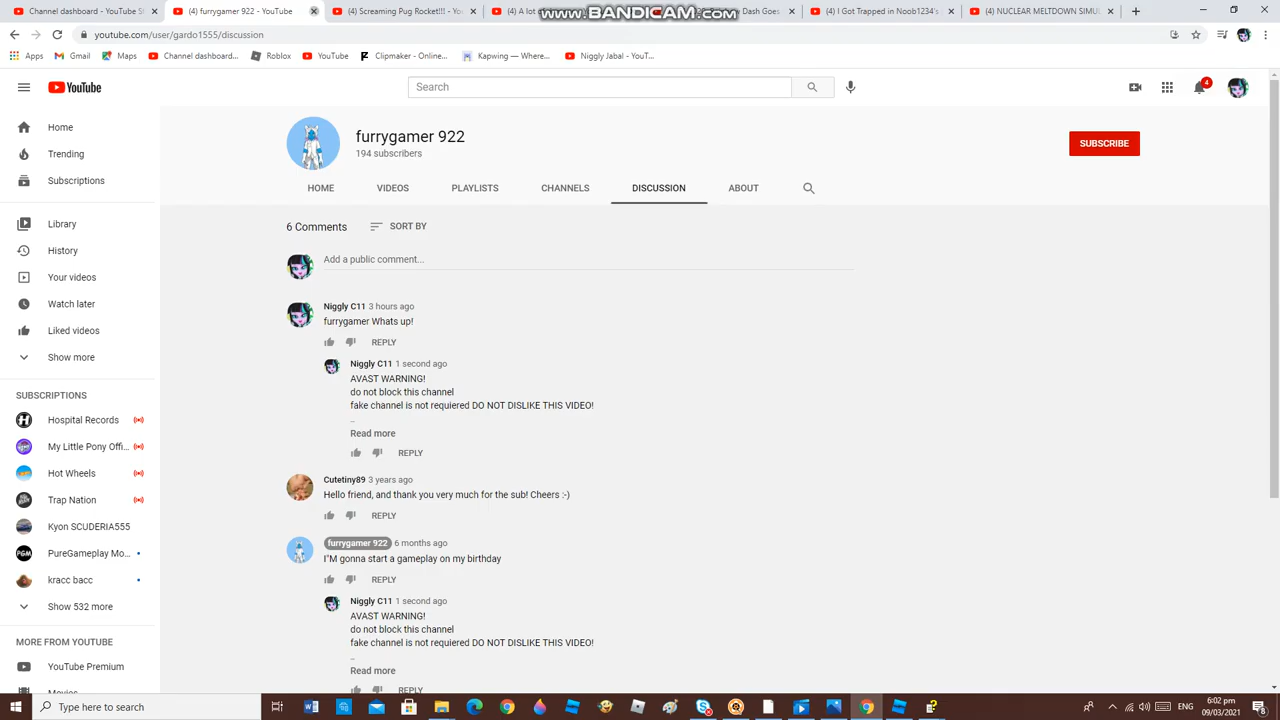 Channel dashboard - YouTube S
(4) furrygamer 922 - YouTube
(4) Screaming Pug Rocket!!! - Yo
(4) A lot
www.BANDICAM.com
Dash Goes
(4) I Got Trapped in Noob1234's
(4) NUCLEAR MELTDOWN SIMUL
youtube.com/user/gardo1555/discussion
Apps
Gmail
Maps
Channel dashboard...
Roblox
YouTube
Clipmaker - Online...
Kapwing — Where...
Niggly Jabal - YouT...
YouTube
Search
4
Home
Trending
Subscriptions
Library
History
Your videos
Watch later
Liked videos
Show more
SUBSCRIPTIONS
Hospital Records
My Little Pony Offi...
Hot Wheels
Trap Nation
Kyon SCUDERIA555
PGM
PureGameplay Mo...
kracc bacc
Show 532 more
MORE FROM YOUTUBE
YouTube Premium
Movies
furrygamer 922
194 subscribers
SUBSCRIBE
HOME
VIDEOS
PLAYLISTS
CHANNELS
DISCUSSION
ABOUT
6 Comments
SORT BY
Add a public comment...
Niggly C11 3 hours ago
furrygamer Whats up!
REPLY
Niggly C11 1 second ago
AVAST WARNING!
do not block this channel
fake channel is not requiered DO NOT DISLIKE THIS VIDEO!
..
Read more
REPLY
Cutetiny89 3 years ago
Hello friend, and thank you very much for the sub! Cheers :-)
REPLY
furrygamer 922 6 months ago
I"M gonna start a gameplay on my birthday
REPLY
Niggly C11 1 second ago
AVAST WARNING!
do not block this channel
fake channel is not requiered DO NOT DISLIKE THIS VIDEO!
..
Read more
REPLY
Type here to search
6:02 pm
09/03/2021